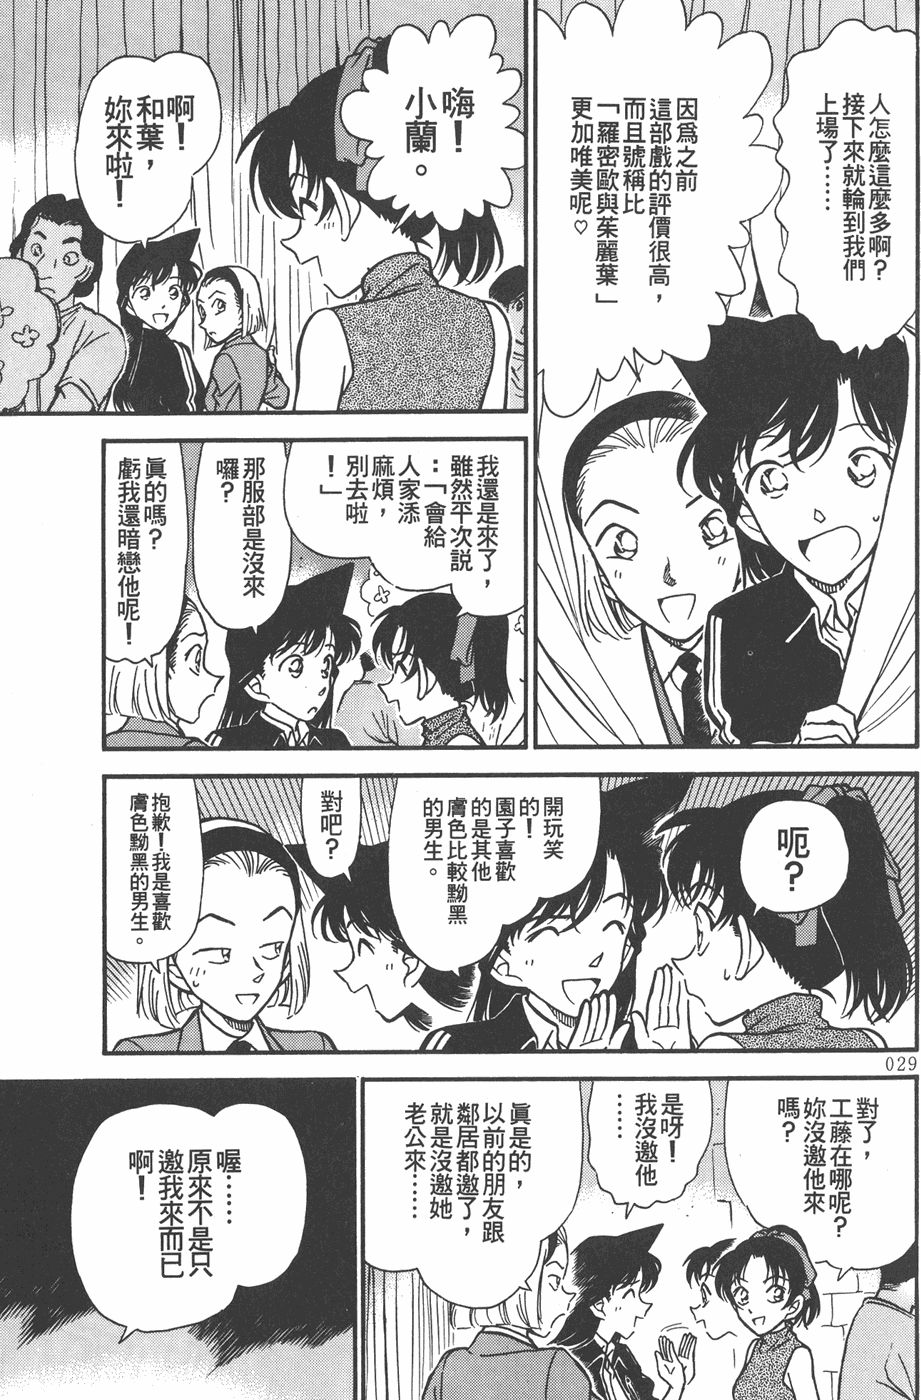 人怎麼這麼多啊?
接下來就輪到我們
上場了……
因為之前
這部戲的評價很高，
而且號稱比
「羅密歐與茱麗葉」
更加唯美呢♡
嗨！
小蘭。
啊！
和葉，
妳來啦！
我還是來了，
雖然平次說
：「會給
人家添
麻煩，
別去啦
！」
那服部是沒來
囉?
真的嗎?
虧我還暗戀他呢！
呃?
開玩笑
的！
園子喜歡
的是其他
膚色比較黝黑
的男生。
對吧?
抱歉！我是喜歡
膚色黝黑的男生。
029
對了，
工藤在哪呢?
妳沒邀他來
嗎?
是呀！
我沒邀他
……
真是的，
以前的朋友跟
鄰居都邀了，
就是沒邀她
老公來……
喔……
原來不是只
邀我來而已
啊！